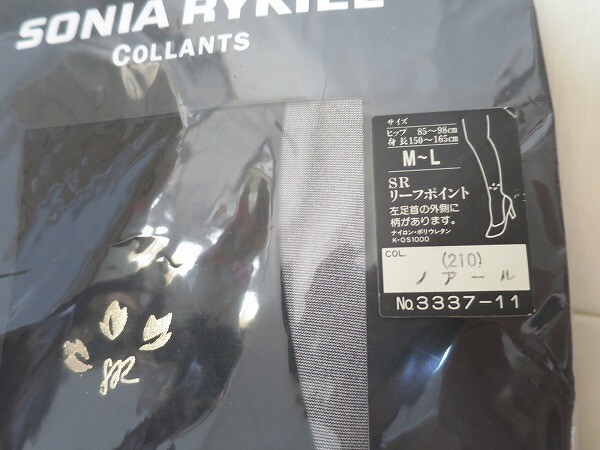 SONIA RYKIEL
COLLANTS
サイズ
ヒップ 85～98cm
身長150～165cm
M~L
SR
リーフポイント
左足首の外側に
柄があります。
ナイロン・ポリウレタン
K-OS1000
COL.
(210)
ノアール
No.3337-11
SR